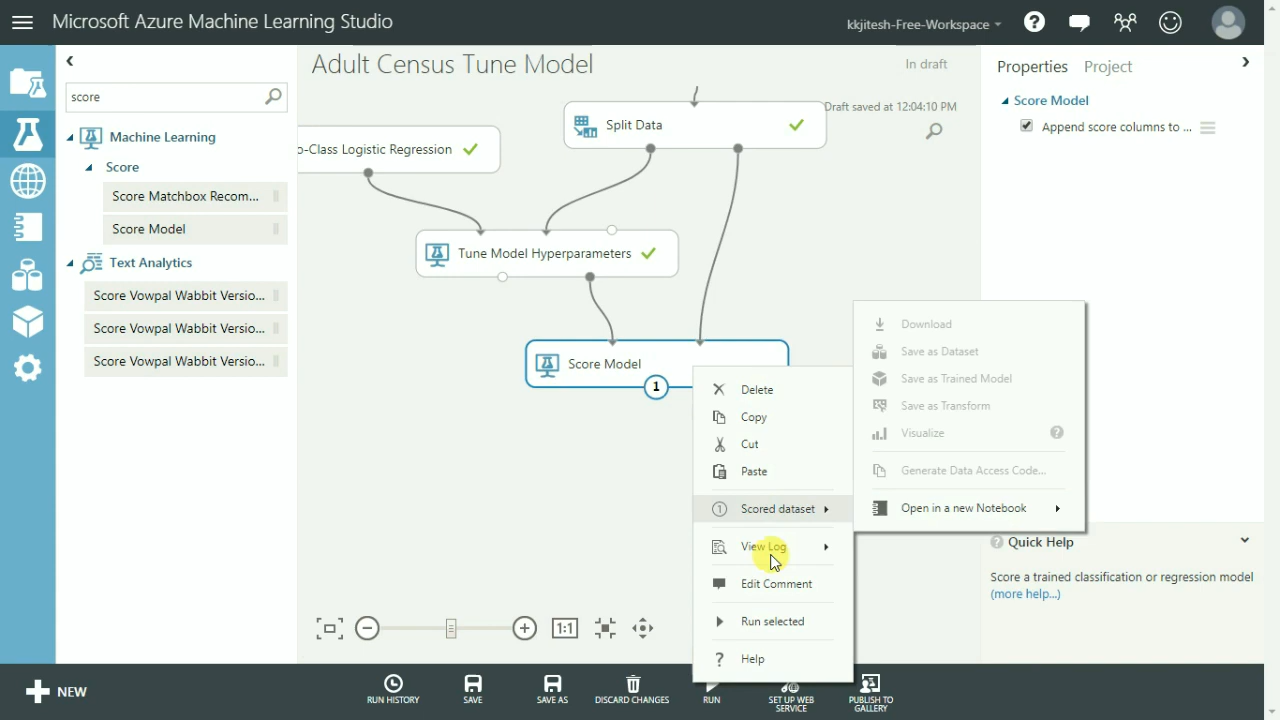 Microsoft Azure Machine Learning Studio
kkjitesh-Free-Workspace
?
score
Machine Learning
Score
Score Matchbox Recom...
Score Model
Text Analytics
Score Vowpal Wabbit Versio...
Score Vowpal Wabbit Versio...
Score Vowpal Wabbit Versio...
Adult Census Tune Model
In draft
Draft saved at 12:04:10 PM
Split Data
o-Class Logistic Regression
Tune Model Hyperparameters
Score Model
1
Delete
Copy
Cut
Paste
1 Scored dataset
View Log
Edit Comment
Run selected
? Help
Download
Save as Dataset
Save as Trained Model
Save as Transform
Visualize ?
Generate Data Access Code...
Open in a new Notebook
Properties Project
Score Model
Append score columns to ...
? Quick Help
Score a trained classification or regression model
(more help...)
1:1
NEW
RUN HISTORY
SAVE
SAVE AS
DISCARD CHANGES
RUN
SET UP WEB
SERVICE
PUBLISH TO
GALLERY